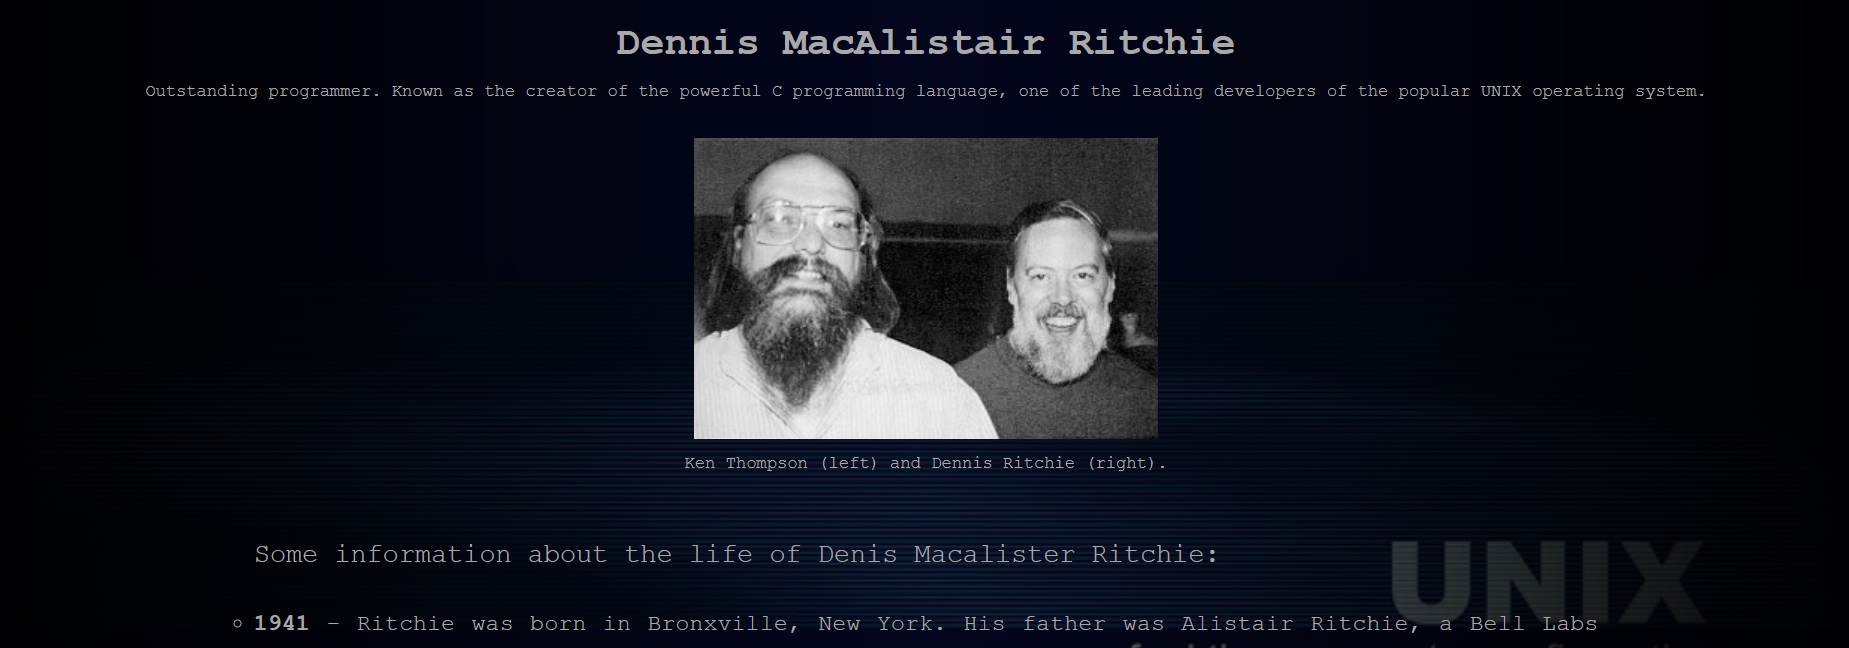 Dennis MacAlistair Ritchie
Outstanding programmer. Known as the creator of the powerful C programming language, one of the leading developers of the popular UNIX operating system.
Ken Thompson (left) and Dennis Ritchie (right).
Some information about the life of Denis Macalister Ritchie:
UNIX
1941 – Ritchie was born in Bronxville, New York. His father was Alistair Ritchie, a Bell Labs